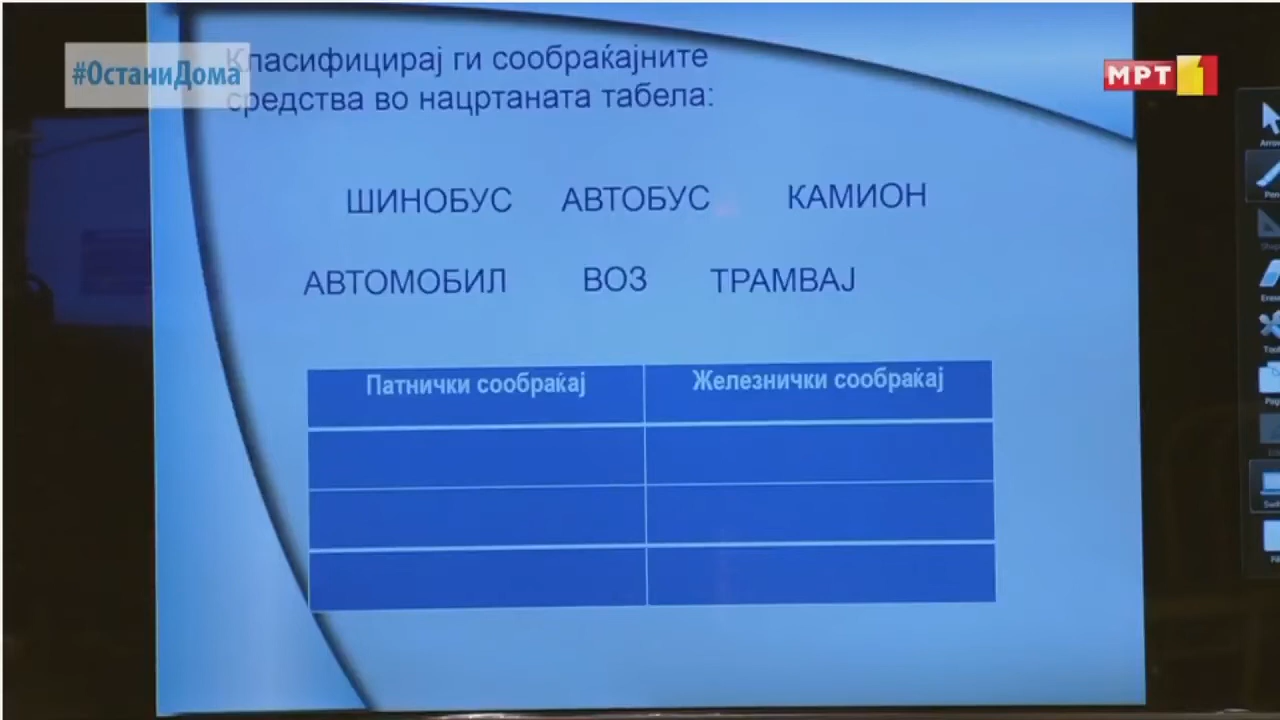 #ОстаниДома
МРТ 1
Класифицирај ги сообраќајните
средства во нацртаната табела:
ШИНОБУС АВТОБУС КАМИОН
АВТОМОБИЛ ВОЗ ТРАМВАЈ
Патнички сообраќај Железнички сообраќај